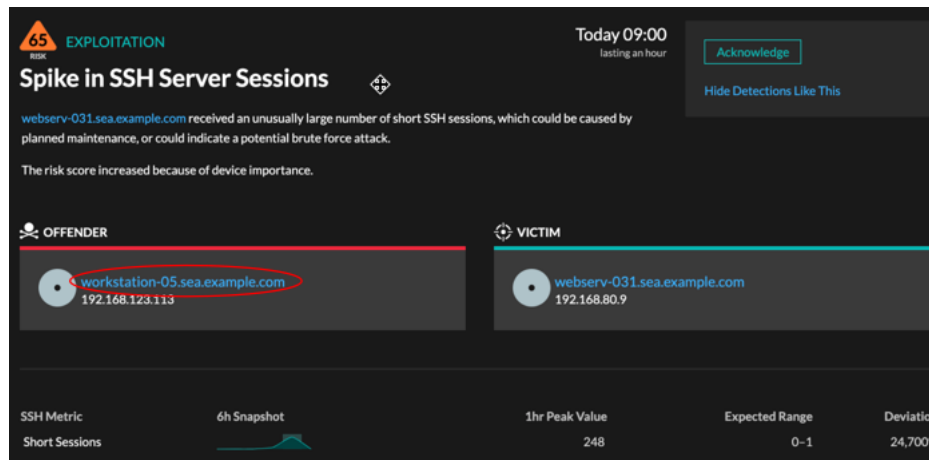 65
RISK
EXPLOITATION
Today 09:00
lasting an hour
Acknowledge
Spike in SSH Server Sessions
Hide Detections Like This
webserv-031.sea.example.com received an unusually large number of short SSH sessions, which could be caused by
planned maintenance, or could indicate a potential brute force attack.
The risk score increased because of device importance.
OFFENDER
VICTIM
workstation-05.sea.example.com
192.168.123.113
webserv-031.sea.example.com
192.168.80.9
SSH Metric 6h Snapshot 1hr Peak Value Expected Range Deviatio
Short Sessions 248 0–1 24,700